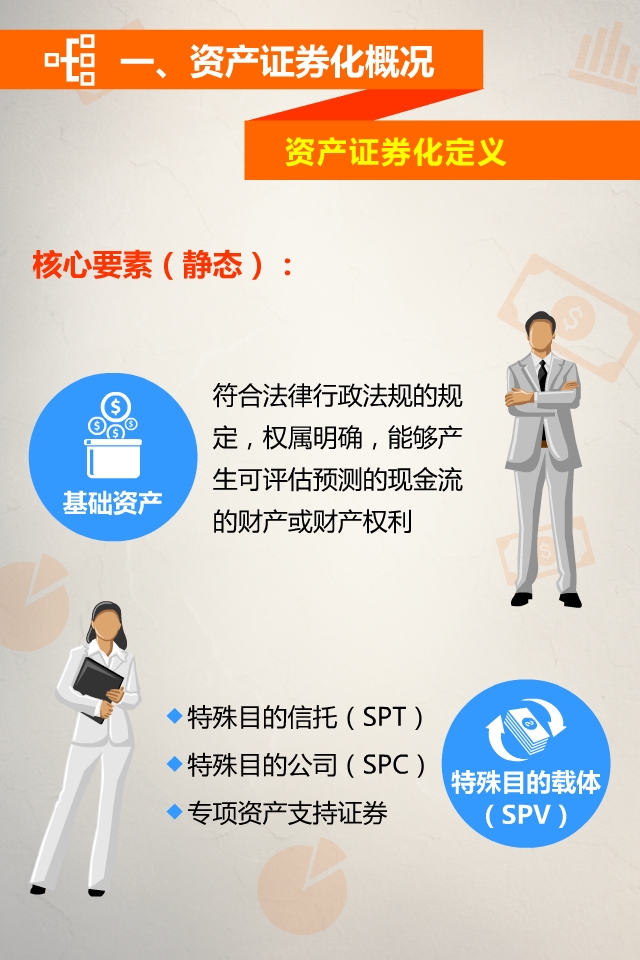 一、资产证券化概况
资产证券化定义
核心要素（静态）：
基础资产
符合法律行政法规的规
定，权属明确，能够产
生可评估预测的现金流
的财产或财产权利
◆特殊目的信托（SPT）
◆特殊目的公司（SPC）
◆专项资产支持证券
特殊目的载体
（SPV）